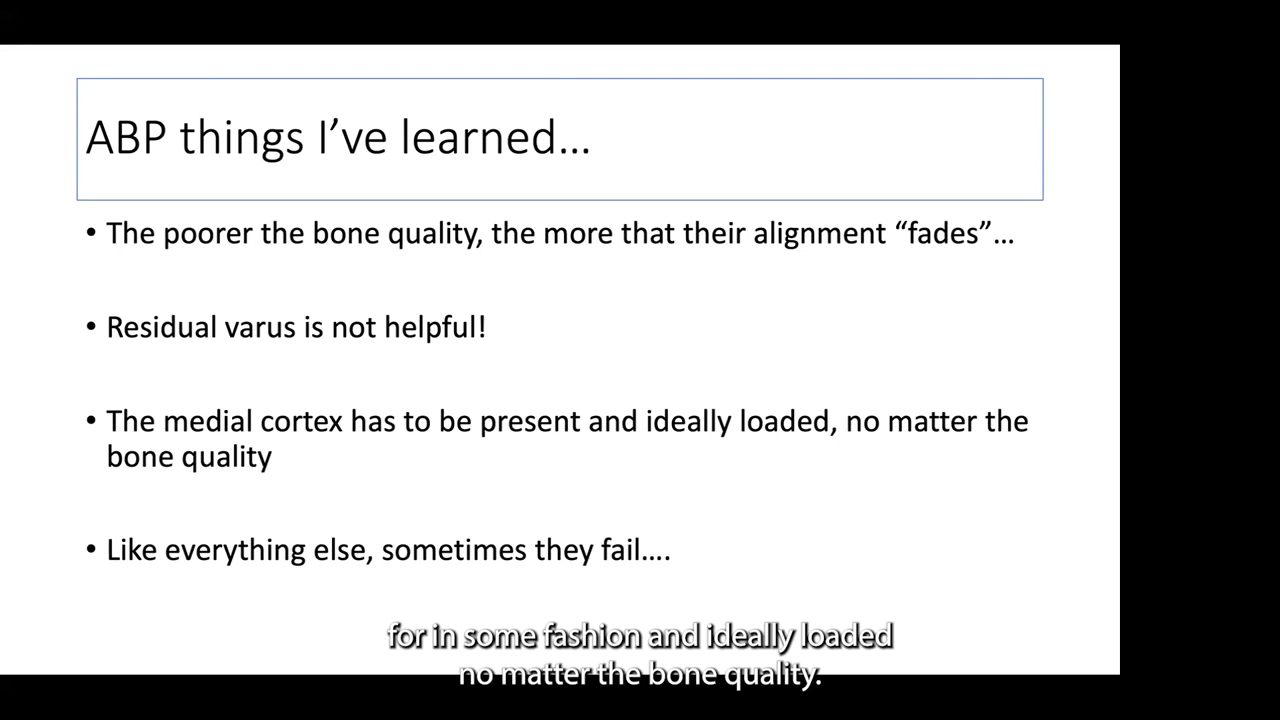 ABP things I’ve learned...
• The poorer the bone quality, the more that their alignment “fades”...
• Residual varus is not helpful!
• The medial cortex has to be present and ideally loaded, no matter the
bone quality
• Like everything else, sometimes they fail....
for in some fashion and ideally loaded
no matter the bone quality.